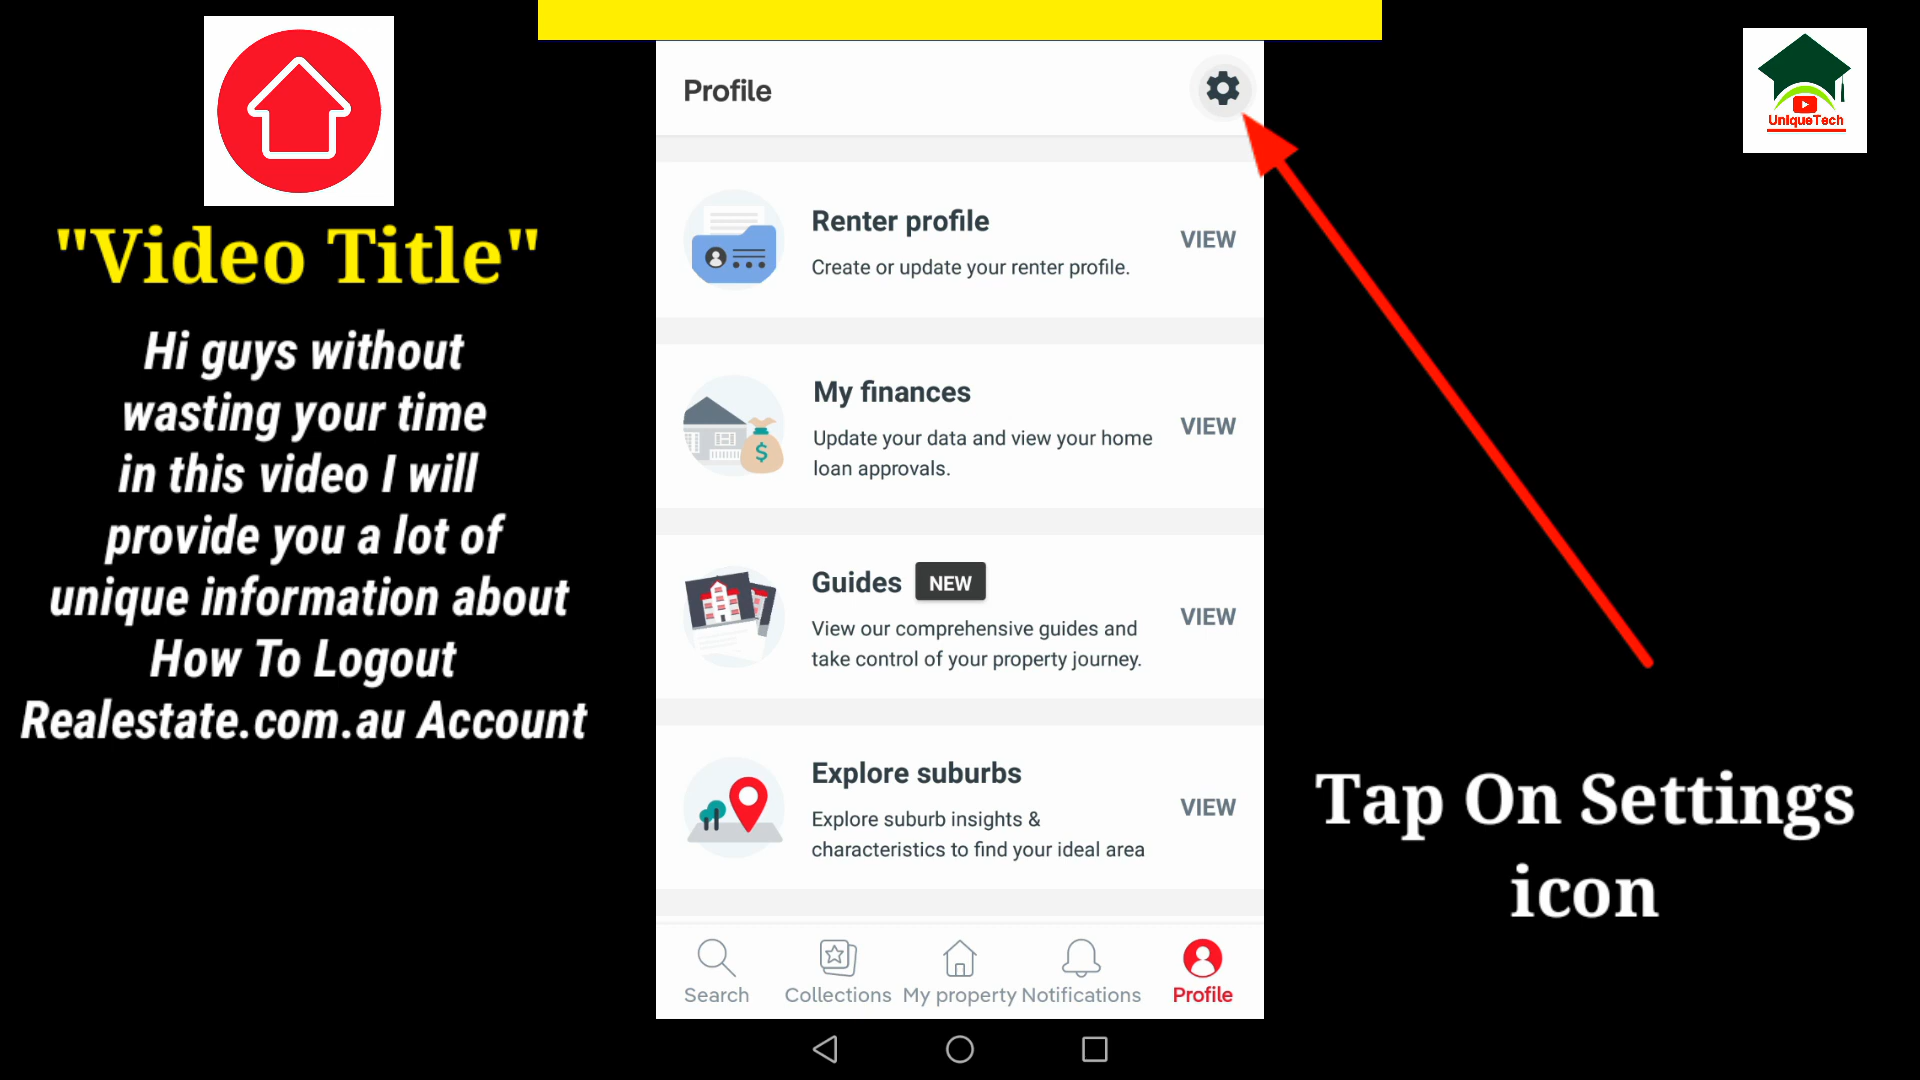 "Video Title"
Hi guys without
wasting your time
in this video I will
provide you a lot of
unique information about
How To Logout
Realestate.com.au Account
Profile
Renter profile
Create or update your renter profile.
VIEW
My finances
Update your data and view your home
loan approvals.
VIEW
$
Guides NEW
View our comprehensive guides and
take control of your property journey.
VIEW
Explore suburbs
Explore suburb insights &
characteristics to find your ideal area
VIEW
Search
Collections
My property
Notifications
Profile
UniqueTech
Tap On Settings
icon